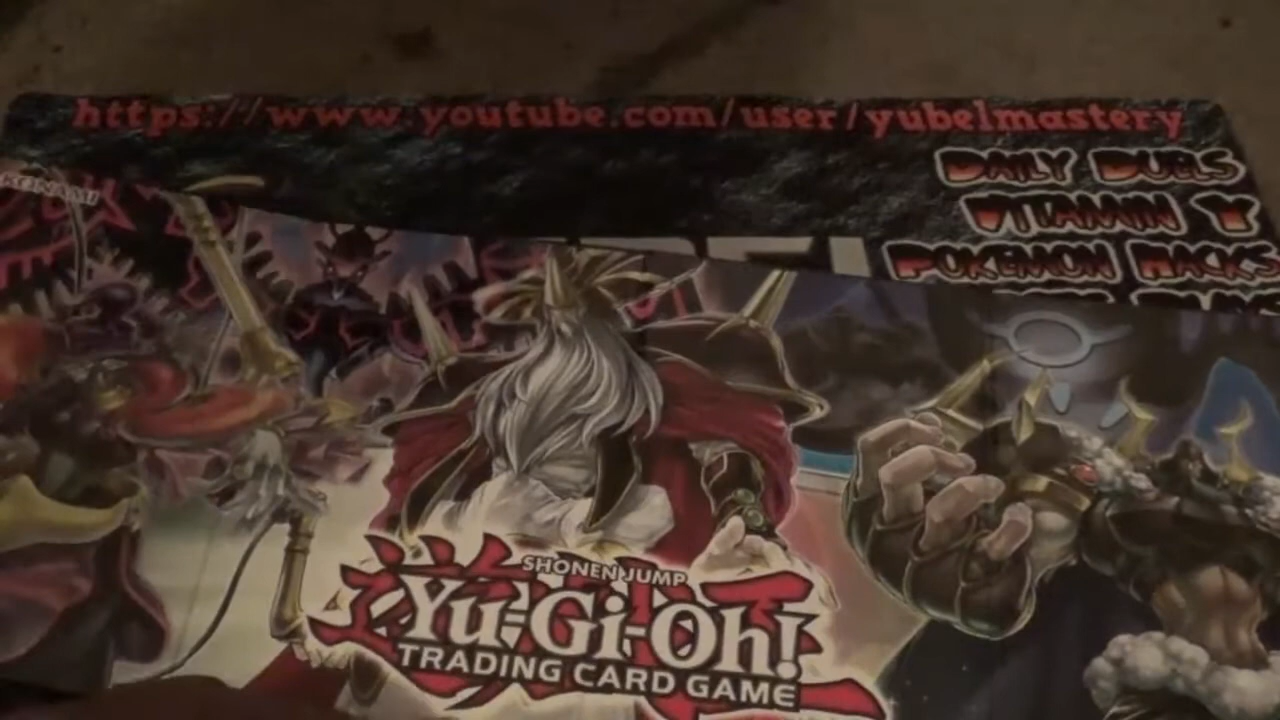 https://www.youtube.com/user/yubelmastery
DAILY DUELS
VITAMIN Y
POKEMON HACKS
KONAMI
SHONEN JUMP
Yu-Gi-Oh!
TRADING CARD GAME